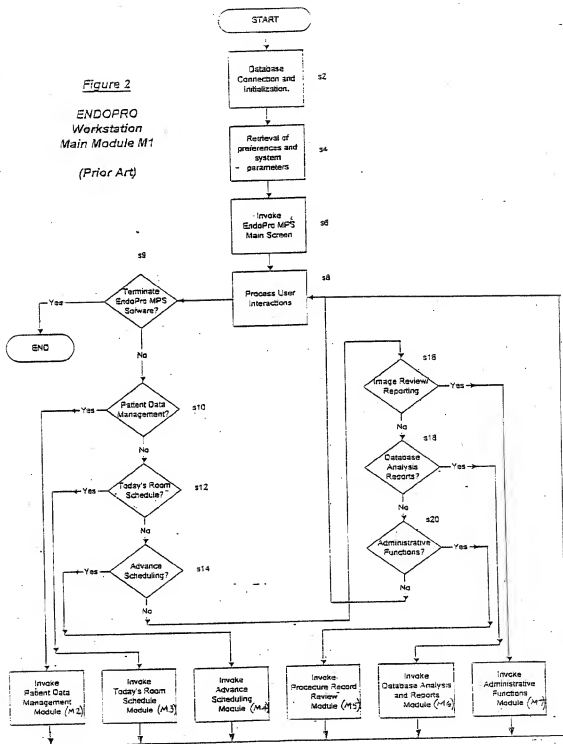 START
Figure 2
ENDOPRO
Workstation
Main Module M1
(Prior Art)
Database
Connection and
Initialization.
s2
Retrieval of
preferences and
system
parameters
s4
Invoke
EndoPro MPS
Main Screen
s6
Process User
Interactions
s8
s9
Terminate
EndoPro MPS
Sofware?
Yes
END
No
Patient Data
Management?
s10
Yes
No
Today's Room
Schedule?
s12
Yes
No
Advance
Scheduling?
s14
Yes
No
Image Review/
Reporting
s16
Yes
No
Database
Analysis
Reports?
s18
Yes
No
Administrative
Functions?
s20
Yes
No
Invoke
Patient Data
Management
Module (M2)
Invoke
Today's Room
Schedule
Module (M3)
Invoke
Advance
Scheduling
Module (M4)
Invoke
Procecure Record
Review
Module (M5)
Invoke
Database Analysis
and Reports
Module (M6)
Invoke
Administrative
Functions
Module (M7)